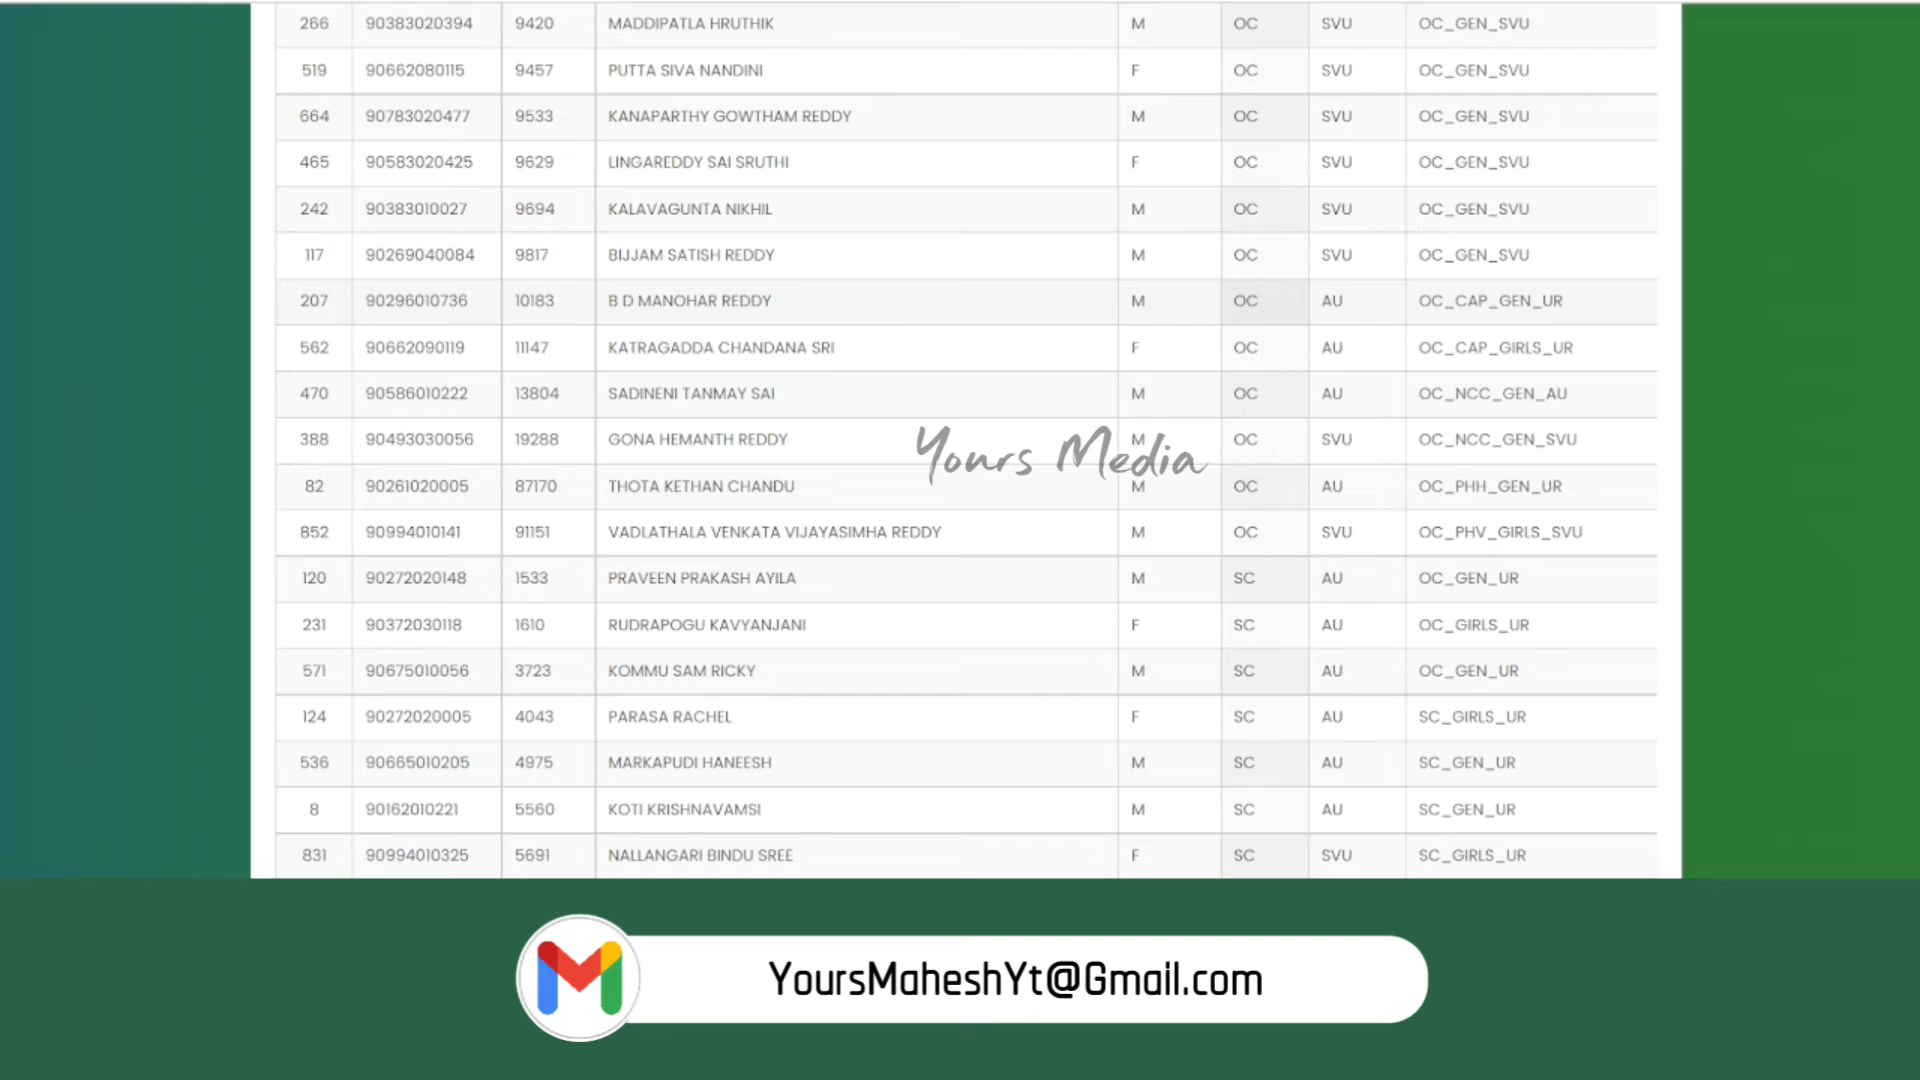 266 90383020394 9420 MADDIPATLA HRUTHIK M OC SVU OC_GEN_SVU
519 90662080115 9457 PUTTA SIVA NANDINI F OC SVU OC_GEN_SVU
664 90783020477 9533 KANAPARTHY GOWTHAM REDDY M OC SVU OC_GEN_SVU
465 90583020425 9629 LINGAREDDY SAI SRUTHI F OC SVU OC_GEN_SVU
242 90383010027 9694 KALAVAGUNTA NIKHIL M OC SVU OC_GEN_SVU
117 90269040084 9817 BIJJAM SATISH REDDY M OC SVU OC_GEN_SVU
207 90296010736 10183 B D MANOHAR REDDY M OC AU OC_CAP_GEN_UR
562 90662090119 11147 KATRAGADDA CHANDANA SRI F OC AU OC_CAP_GIRLS_UR
470 90586010222 13804 SADINENI TANMAY SAI M OC AU OC_NCC_GEN_AU
388 90493030056 19288 GONA HEMANTH REDDY M OC SVU OC_NCC_GEN_SVU
Yours Media
82 90261020005 87170 THOTA KETHAN CHANDU M OC AU OC_PHH_GEN_UR
852 90994010141 91151 VADLATHALA VENKATA VIJAYASIMHA REDDY M OC SVU OC_PHV_GIRLS_SVU
120 90272020148 1533 PRAVEEN PRAKASH AYILA M SC AU OC_GEN_UR
231 90372030118 1610 RUDRAPOGU KAVYANJANI F SC AU OC_GIRLS_UR
571 90675010056 3723 KOMMU SAM RICKY M SC AU OC_GEN_UR
124 90272020005 4043 PARASA RACHEL F SC AU SC_GIRLS_UR
536 90665010205 4975 MARKAPUDI HANEESH M SC AU SC_GEN_UR
8 90162010221 5560 KOTI KRISHNAVAMSI M SC AU SC_GEN_UR
831 90994010325 5691 NALLANGARI BINDU SREE F SC SVU SC_GIRLS_UR
YoursMaheshYt@Gmail.com